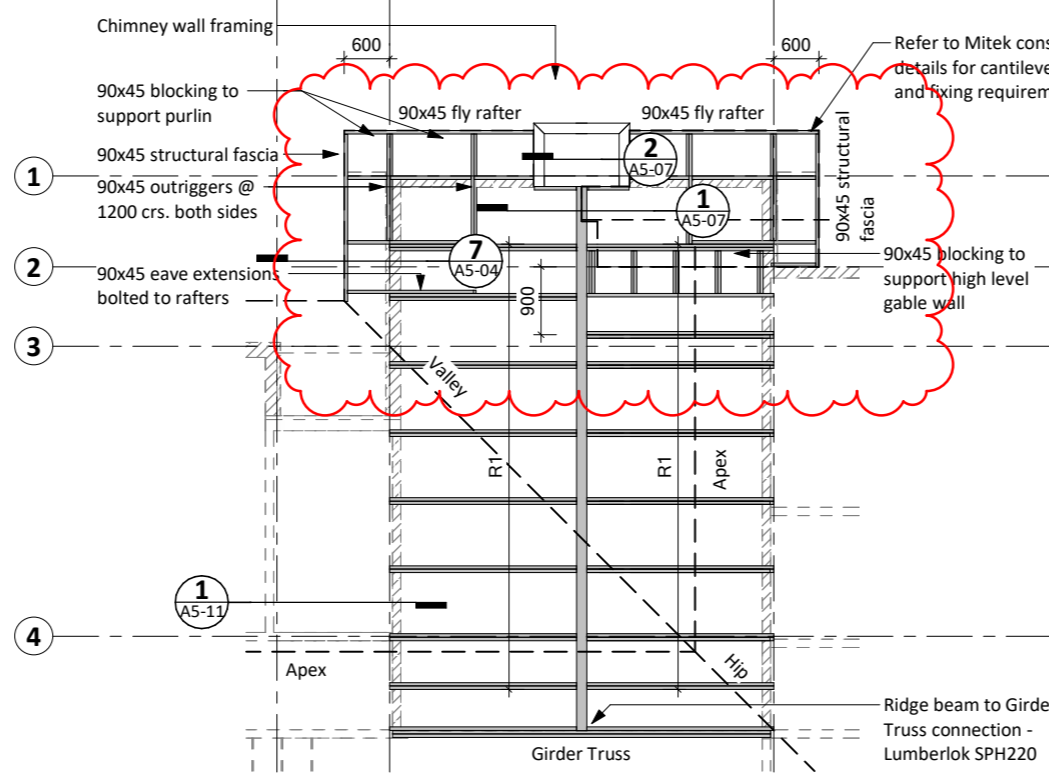 Chimney wall framing
600
600
Refer to Mitek cons
details for cantileve
and fixing requirem
90x45 blocking to
support purlin
90x45 fly rafter
90x45 fly rafter
90x45 structural fascia
90x45 structural
fascia
1
2
A5-07
90x45 outriggers @
1200 crs. both sides
1
A5-07
7
A5-04
2
90x45 eave extensions
bolted to rafters
90x45 blocking to
support high level
gable wall
900
3
Valley
R1
R1
Apex
1
A5-11
4
Apex
Hip
Ridge beam to Girde
Truss connection -
Lumberlok SPH220
Girder Truss